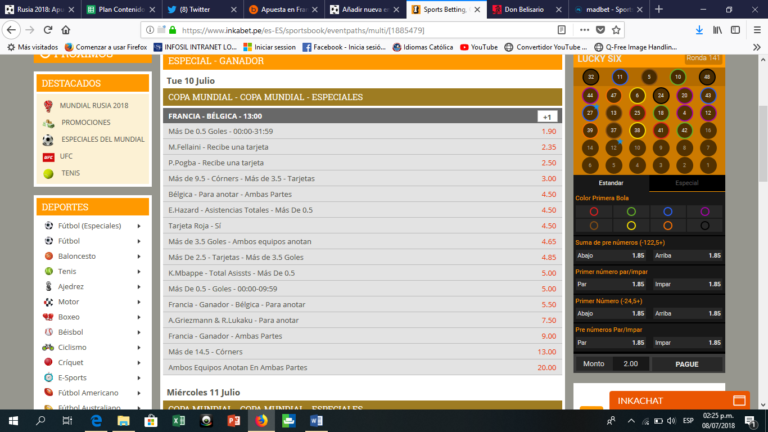 Rusia 2018: Apu
Plan Contenido
(8) Twitter
Apuesta en Fran
Añadir nueva e
Sports Betting,
Don Belisario
madbet – Sports
https://www.inkabet.pe/es-ES/sportsbook/eventpaths/multi/[1885479]
Más visitados
Comenzar a usar Firefox
INFOSIL INTRANET LO...
Iniciar session
Facebook - Inicia sesió...
Idiomas Católica
YouTube
Convertidor YouTube ...
Q-Free Image Handlin...
PRÓXIMOS
DESTACADOS
MUNDIAL RUSIA 2018
PROMOCIONES
ESPECIALES DEL MUNDIAL
UFC
TENIS
DEPORTES
Fútbol (Especiales)
Fútbol
Baloncesto
Tenis
Ajedrez
Motor
Boxeo
Béisbol
Ciclismo
Críquet
E-Sports
Fútbol Americano
Fútbol Australiano
ESPECIAL - GANADOR
Tue 10 Julio
COPA MUNDIAL - COPA MUNDIAL - ESPECIALES
FRANCIA - BÉLGICA - 13:00 +1
Más De 0.5 Goles - 00:00-31:59 1.90
M.Fellaini - Recibe una tarjeta 2.35
P.Pogba - Recibe una tarjeta 2.50
Más de 9.5 - Córners - Más de 3.5 - Tarjetas 3.00
Bélgica - Para anotar - Ambas Partes 4.50
E.Hazard - Asistencias Totales - Más De 0.5 4.50
Tarjeta Roja - Sí 4.50
Más de 3.5 Goles - Ambos equipos anotan 4.65
Más De 2.5 - Tarjetas - Más de 3.5 Goles 4.85
K.Mbappe - Total Asissts - Más De 0.5 5.00
Más De 0.5 - Goles - 00:00-09:59 5.00
Francia - Ganador - Bélgica - Para anotar 5.50
A.Griezmann & R.Lukaku - Para anotar 7.50
Francia - Ganador - Ambas Partes 9.00
Más de 14.5 - Córners 13.00
Ambos Equipos Anotan En Ambas Partes 20.00
Miércoles 11 Julio
COPA MUNDIAL - COPA MUNDIAL - ESPECIALES
LUCKY SIX Ronda 141
32 11 5 10 48
44 47 6 24 20 43
27 13 25 18 4 12
39 37 38 41 42 16
14 12 10 9 8 7
6 5 4 3 2 1
Estandar Especial
Color Primera Bola
Suma de pre números (-122,5+)
Abajo 1.85 Arriba 1.85
Primer número par/impar
Par 1.85 Impar 1.85
Primer Número (-24,5+)
Abajo 1.85 Arriba 1.85
Pre números Par/Impar
Par 1.85 Impar 1.85
Monto 2.00 PAGUE
INKACHAT
ESP
02:25 p.m.
08/07/2018